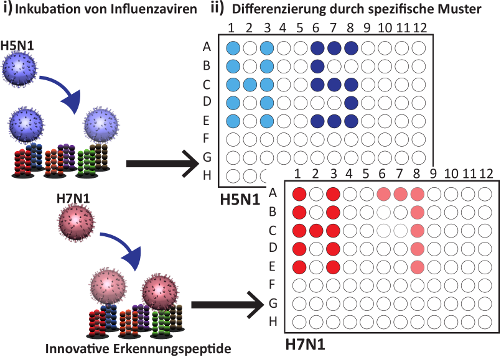 i) Inkubation von Influenzaviren
ii) Differenzierung durch spezifische Muster
H5N1
1 2 3 4 5 6 7 8 9 10 11 12
A
B
C
D
E
F
G
H
H5N1
H7N1
1 2 3 4 5 6 7 8 9 10 11 12
A
B
C
D
E
F
G
H
Innovative Erkennungspeptide
H7N1